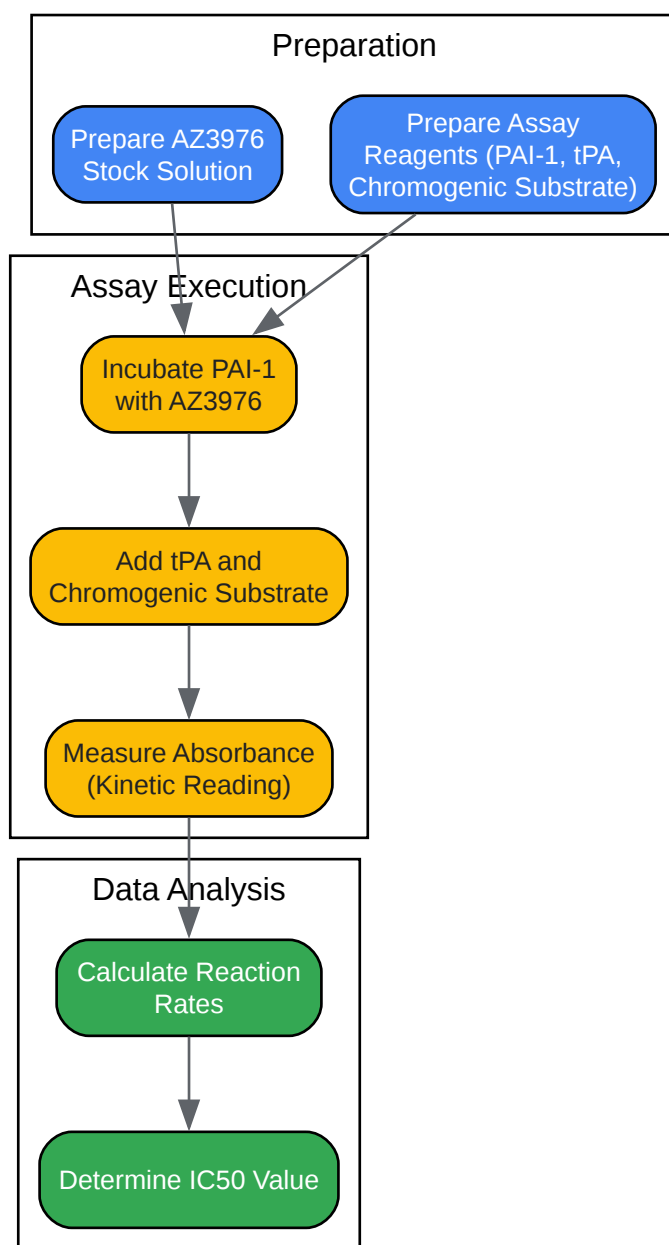 Preparation
Prepare AZ3976
Stock Solution
Prepare Assay
Reagents (PAI-1, tPA,
Chromogenic Substrate)
Assay Execution
Incubate PAI-1
with AZ3976
Add tPA and
Chromogenic Substrate
Measure Absorbance
(Kinetic Reading)
Data Analysis
Calculate Reaction
Rates
Determine IC50 Value